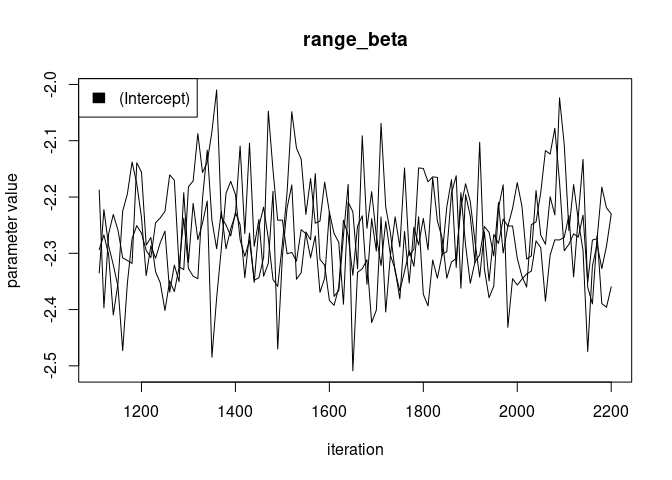 range_beta
(Intercept)
parameter value
-2.0
-2.1
-2.2
-2.3
-2.4
-2.5
1200 1400 1600 1800 2000 2200
iteration